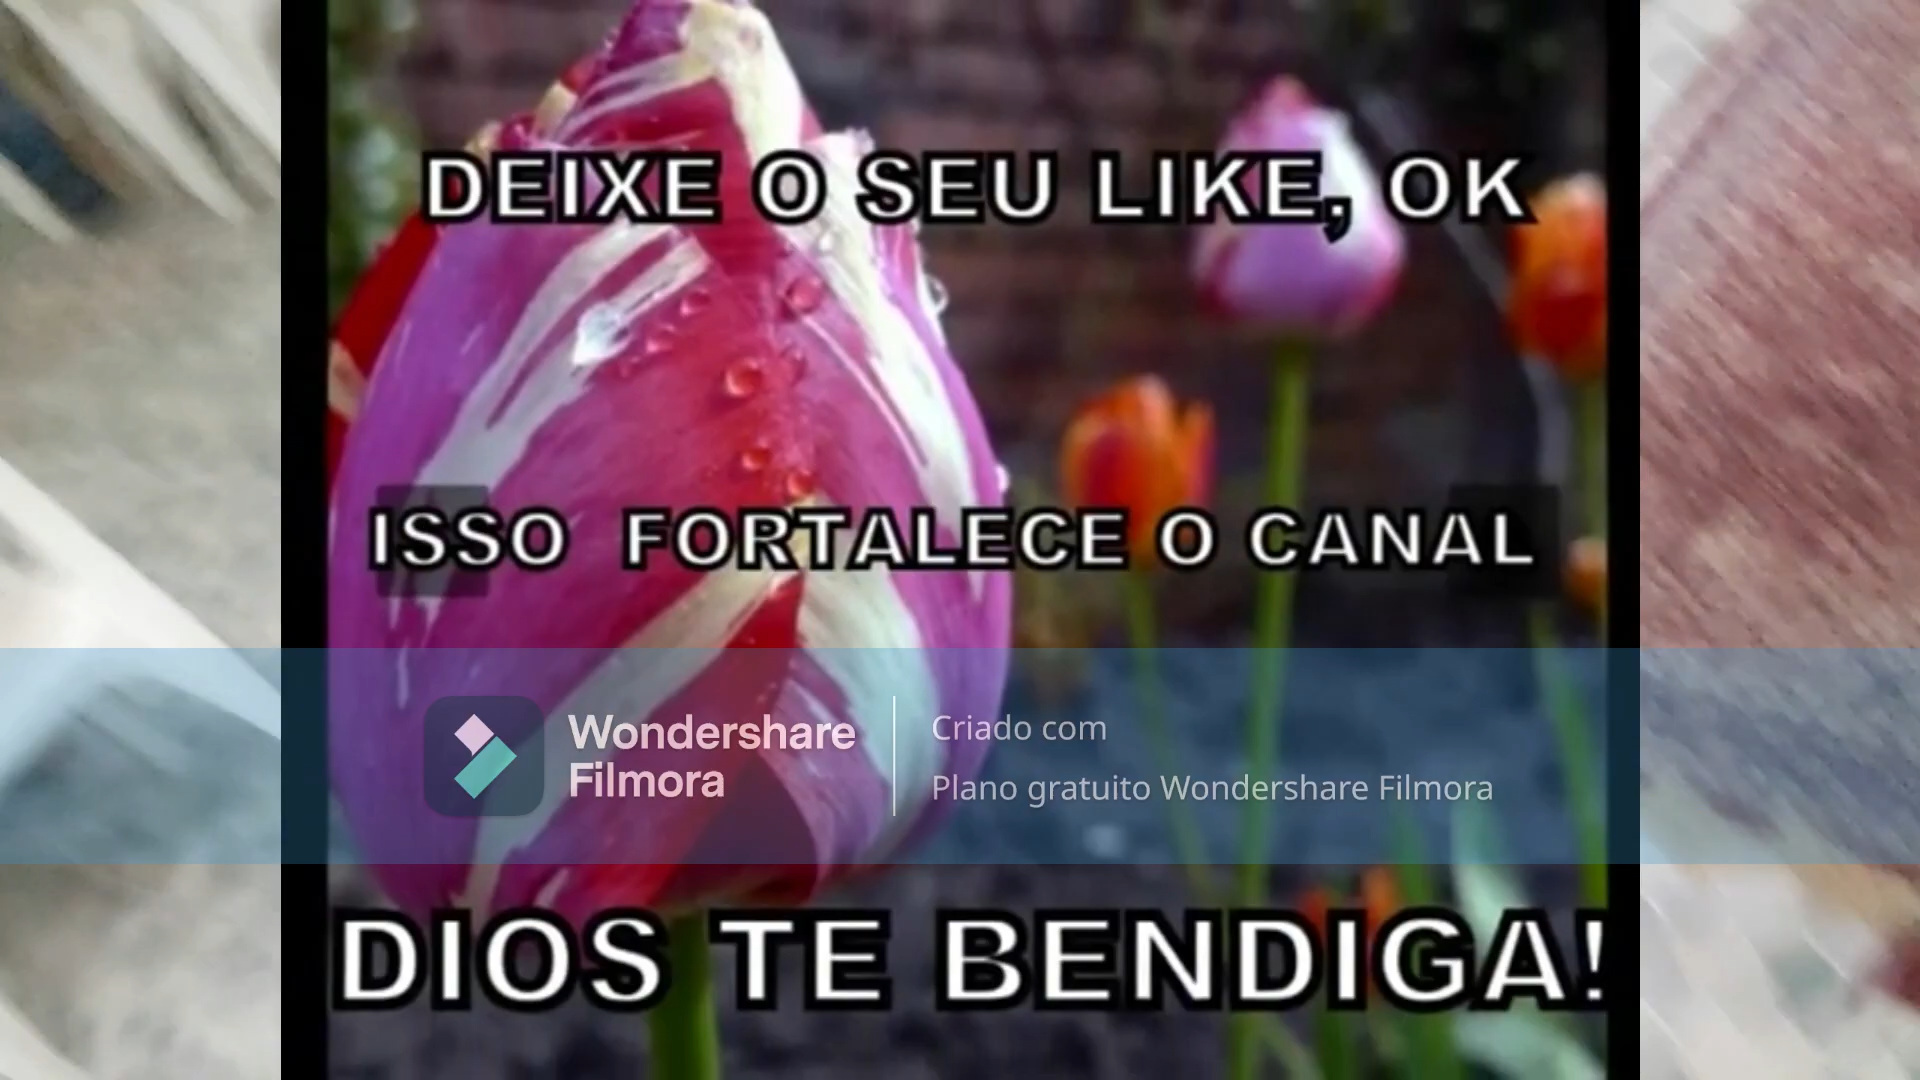 DEIXE O SEU LIKE, OK
ISSO FORTALECE O CANAL
Wondershare
Filmora
Criado com
Plano gratuito Wondershare Filmora
DIOS TE BENDIGA!